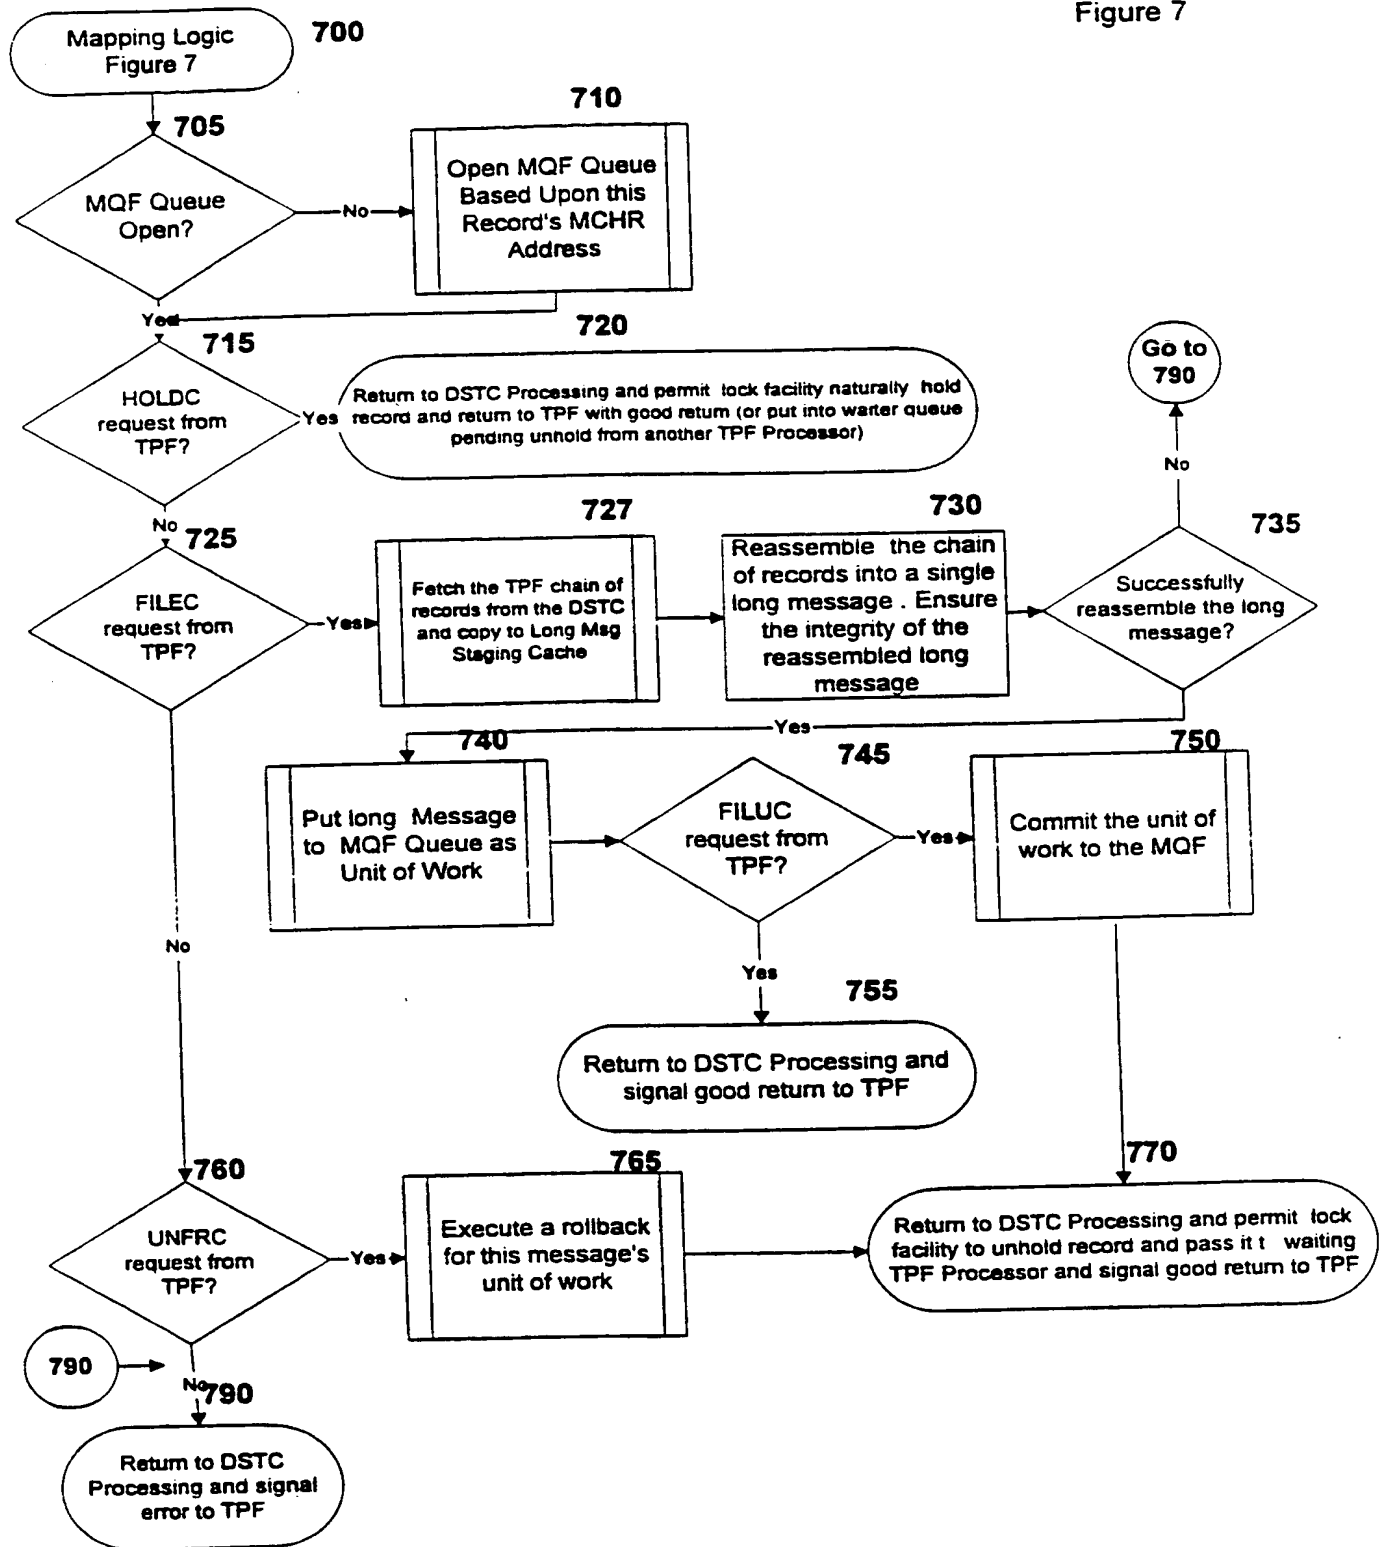 Figure 7
Mapping Logic
Figure 7
700
705
MQF Queue
Open?
No
710
Open MQF Queue
Based Upon this
Record's MCHR
Address
Yes
715
HOLDC
request from
TPF?
Yes
720
Return to DSTC Processing and permit lock facility naturally hold
record and return to TPF with good return (or put into warter queue
pending unhold from another TPF Processor)
Go to
790
No
No
725
FILEC
request from
TPF?
Yes
727
Fetch the TPF chain of
records from the DSTC
and copy to Long Msg
Staging Cache
730
Reassemble the chain
of records into a single
long message . Ensure
the integrity of the
reassembled long
message
735
Successfully
reassemble the long
message?
Yes
740
Put long Message
to MQF Queue as
Unit of Work
745
FILUC
request from
TPF?
Yes
750
Commit the unit of
work to the MQF
No
Yes
755
Return to DSTC Processing and
signal good return to TPF
760
UNFRC
request from
TPF?
Yes
765
Execute a rollback
for this message's
unit of work
770
Return to DSTC Processing and permit lock
facility to unhold record and pass it t waiting
TPF Processor and signal good return to TPF
790
No
790
Return to DSTC
Processing and signal
error to TPF